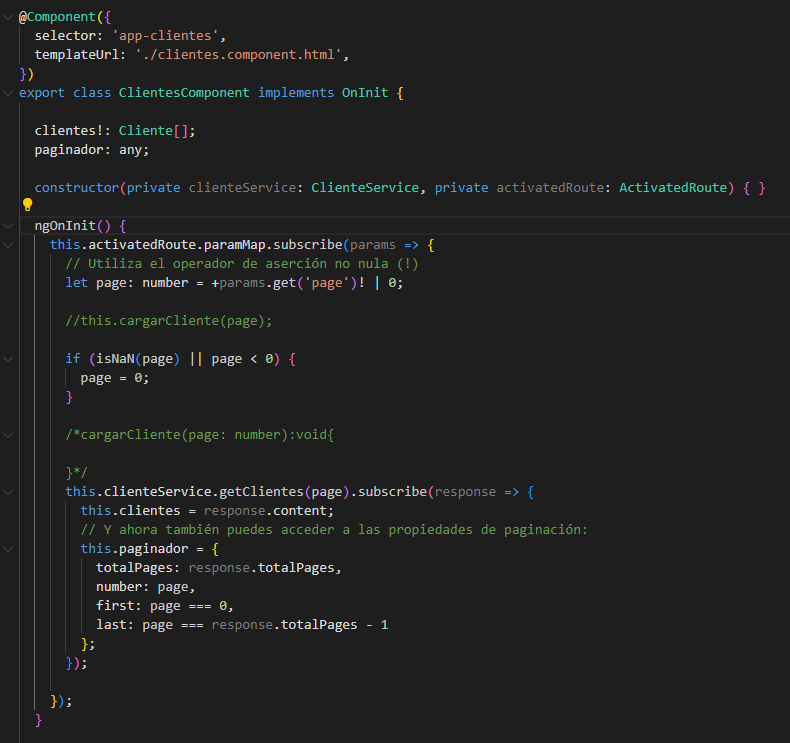 @Component({
selector: 'app-clientes',
templateUrl: './clientes.component.html',
})
export class ClientesComponent implements OnInit {
clientes!: Cliente[];
paginador: any;
constructor(private clienteService: ClienteService, private activatedRoute: ActivatedRoute) { }
ngOnInit() {
this.activatedRoute.paramMap.subscribe(params => {
// Utiliza el operador de aserción no nula (!)
let page: number = +params.get('page')! | 0;
//this.cargarCliente(page);
if (isNaN(page) || page < 0) {
page = 0;
}
/*cargarCliente(page: number):void{
}*/
this.clienteService.getClientes(page).subscribe(response => {
this.clientes = response.content;
// Y ahora también puedes acceder a las propiedades de paginación:
this.paginador = {
totalPages: response.totalPages,
number: page,
first: page === 0,
last: page === response.totalPages - 1
};
});
});
}